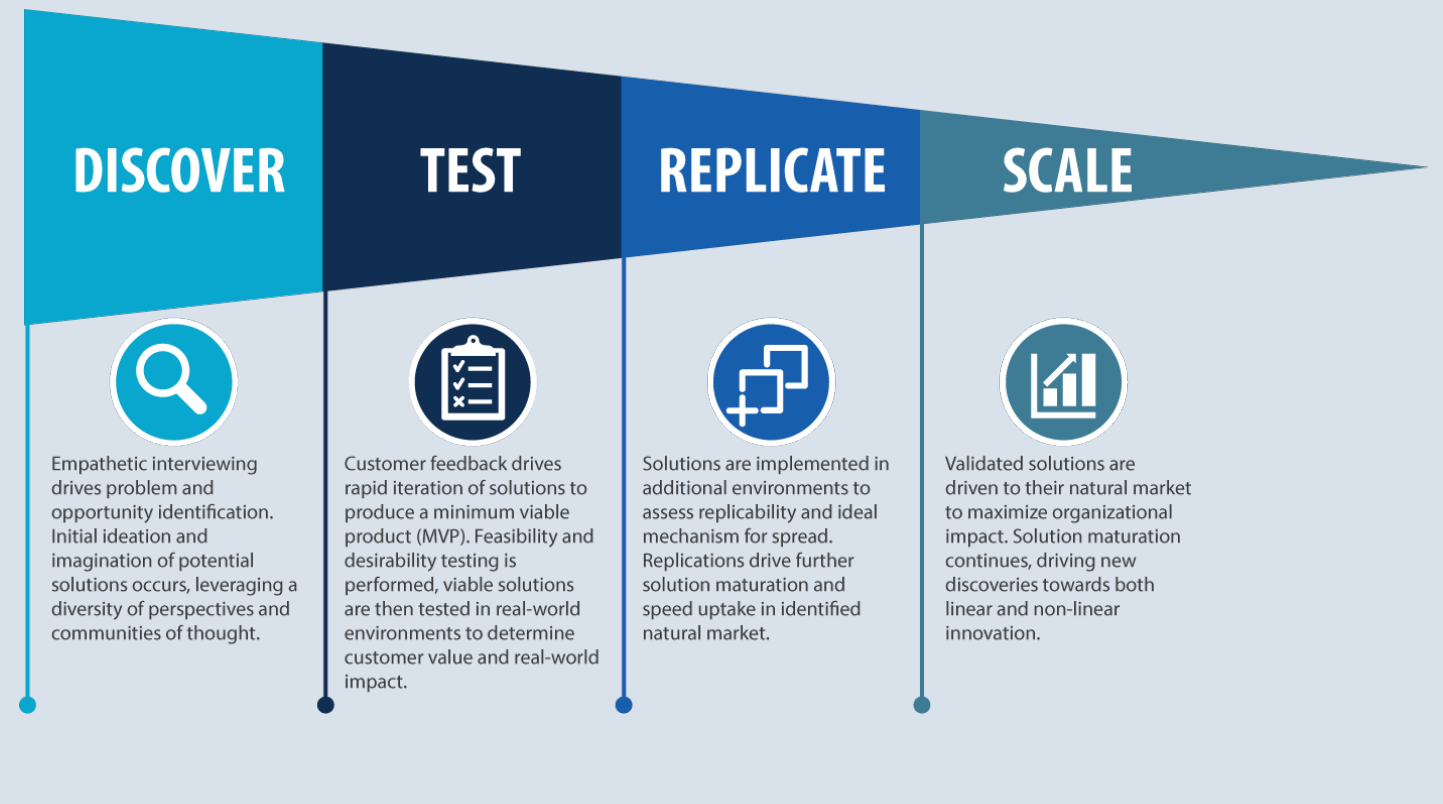 DISCOVER
TEST
REPLICATE
SCALE
Empathetic interviewing
drives problem and
opportunity identification.
Initial ideation and
imagination of potential
solutions occurs, leveraging a
diversity of perspectives and
communities of thought.
Customer feedback drives
rapid iteration of solutions to
produce a minimum viable
product (MVP). Feasibility and
desirability testing is
performed, viable solutions
are then tested in real-world
environments to determine
customer value and real-world
impact.
Solutions are implemented in
additional environments to
assess replicability and ideal
mechanism for spread.
Replications drive further
solution maturation and
speed uptake in identified
natural market.
Validated solutions are
driven to their natural market
to maximize organizational
impact. Solution maturation
continues, driving new
discoveries towards both
linear and non-linear
innovation.